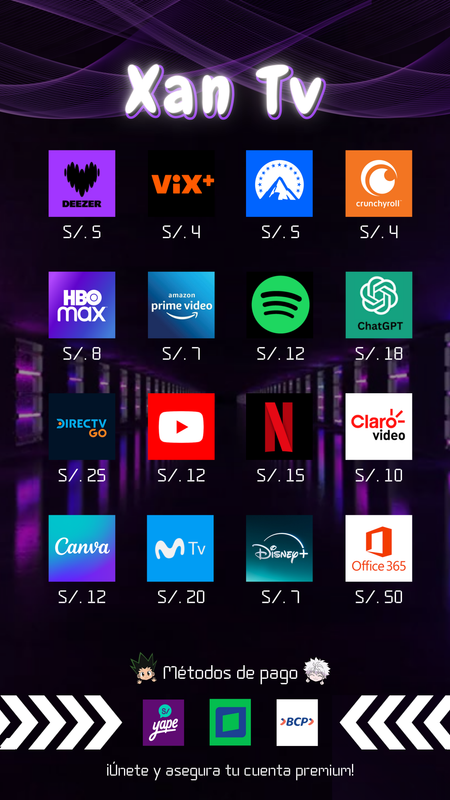 Xan Tv
DEEZER ViX+ crunchyroll
S/. 5 S/. 4 S/. 5 S/. 4
HBO max amazon prime video ChatGPT
S/. 8 S/. 7 S/. 12 S/. 18
DIRECTV GO N Claro video
S/. 25 S/. 12 S/. 15 S/. 10
Canva M Tv Disney+ Office 365
S/. 12 S/. 20 S/. 7 S/. 50
Métodos de pago
S/ yape BCP
¡Únete y asegura tu cuenta premium!